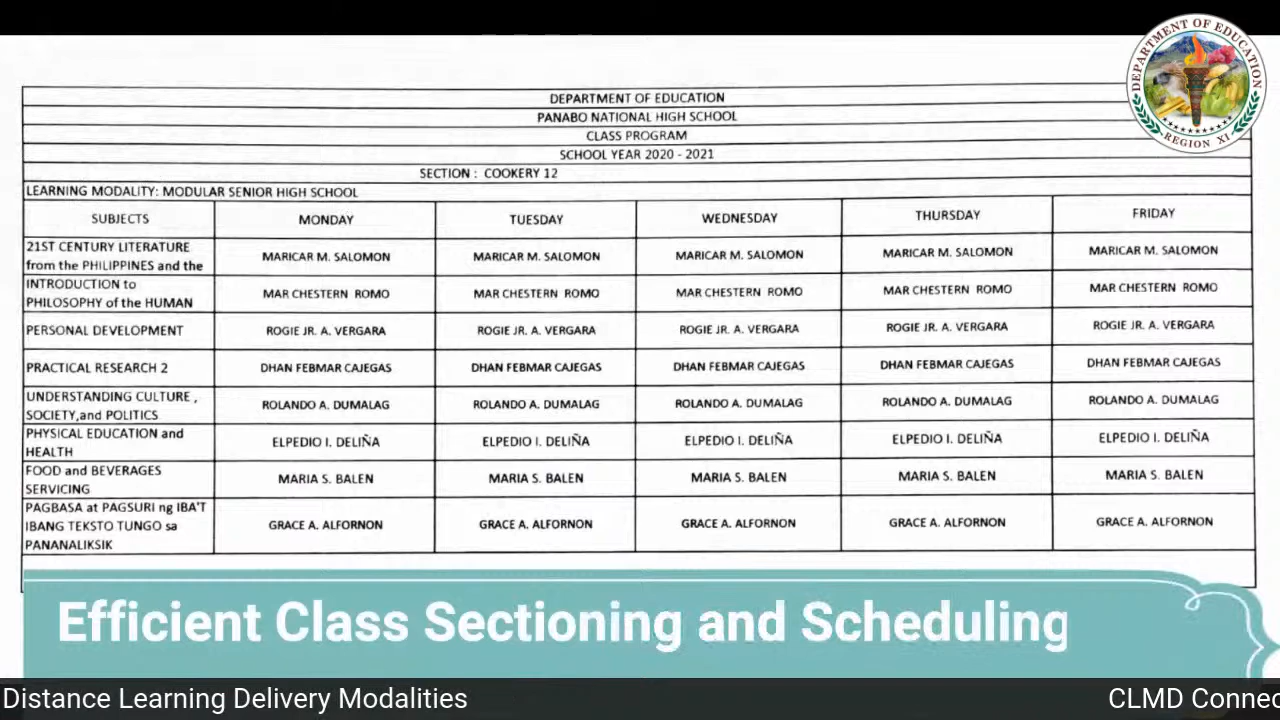 DEPARTMENT OF EDUCATION
REGION XI
DEPARTMENT OF EDUCATION
PANABO NATIONAL HIGH SCHOOL
CLASS PROGRAM
SCHOOL YEAR 2020 - 2021
SECTION : COOKERY 12
LEARNING MODALITY: MODULAR SENIOR HIGH SCHOOL
SUBJECTS MONDAY TUESDAY WEDNESDAY THURSDAY FRIDAY
21ST CENTURY LITERATURE
from the PHILIPPINES and the
MARICAR M. SALOMON MARICAR M. SALOMON MARICAR M. SALOMON MARICAR M. SALOMON MARICAR M. SALOMON
INTRODUCTION to
PHILOSOPHY of the HUMAN
MAR CHESTERN ROMO MAR CHESTERN ROMO MAR CHESTERN ROMO MAR CHESTERN ROMO MAR CHESTERN ROMO
PERSONAL DEVELOPMENT ROGIE JR. A. VERGARA ROGIE JR. A. VERGARA ROGIE JR. A. VERGARA ROGIE JR. A. VERGARA ROGIE JR. A. VERGARA
PRACTICAL RESEARCH 2 DHAN FEBMAR CAJEGAS DHAN FEBMAR CAJEGAS DHAN FEBMAR CAJEGAS DHAN FEBMAR CAJEGAS DHAN FEBMAR CAJEGAS
UNDERSTANDING CULTURE ,
SOCIETY,and POLITICS
ROLANDO A. DUMALAG ROLANDO A. DUMALAG ROLANDO A. DUMALAG ROLANDO A. DUMALAG ROLANDO A. DUMALAG
PHYSICAL EDUCATION and
HEALTH
ELPEDIO I. DELIÑA ELPEDIO I. DELIÑA ELPEDIO I. DELIÑA ELPEDIO I. DELIÑA ELPEDIO I. DELIÑA
FOOD and BEVERAGES
SERVICING
MARIA S. BALEN MARIA S. BALEN MARIA S. BALEN MARIA S. BALEN MARIA S. BALEN
PAGBASA at PAGSURI ng IBA'T
IBANG TEKSTO TUNGO sa
PANANALIKSIK
GRACE A. ALFORNON GRACE A. ALFORNON GRACE A. ALFORNON GRACE A. ALFORNON GRACE A. ALFORNON
Efficient Class Sectioning and Scheduling
Distance Learning Delivery Modalities CLMD Connec